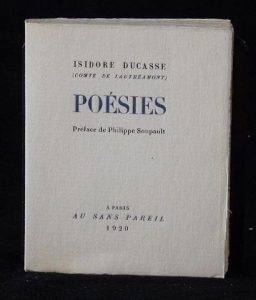 ISIDORE DUCASSE
(COMTE DE LAUTRÉAMONT)
POÉSIES
Préface de Philippe Soupault
A PARIS
AU SANS PAREIL
1920